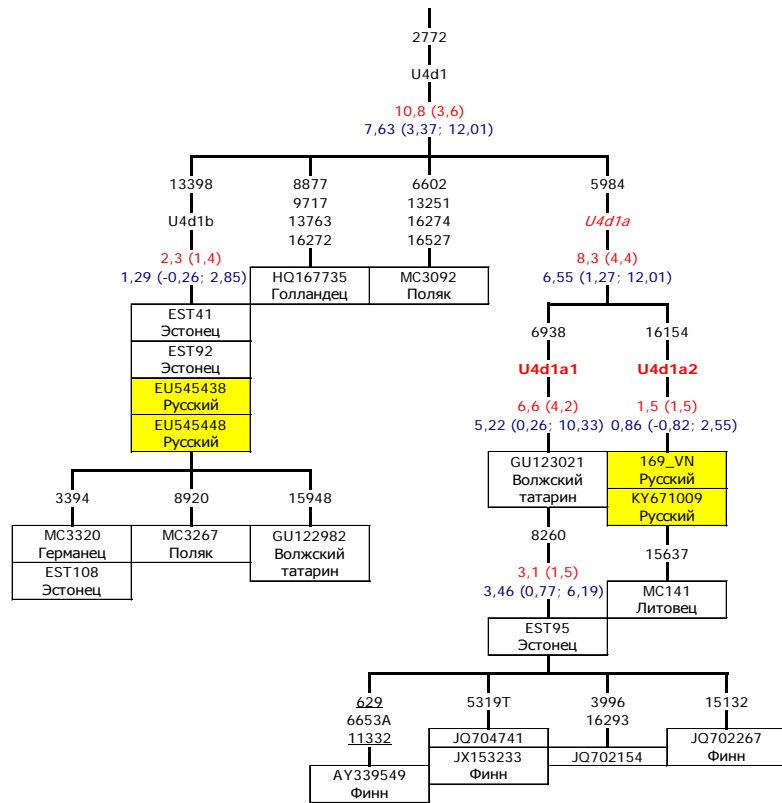 2772
U4d1
10,8 (3,6)
7,63 (3,37; 12,01)
13398
U4d1b
2,3 (1,4)
1,29 (-0,26; 2,85)
EST41
Эстонец
EST92
Эстонец
EU545438
Русский
EU545448
Русский
3394
MC3320
Германец
EST108
Эстонец
8920
MC3267
Поляк
15948
GU122982
Волжский
татарин
8877
9717
13763
16272
HQ167735
Голландец
6602
13251
16274
16527
MC3092
Поляк
5984
U4d1a
8,3 (4,4)
6,55 (1,27; 12,01)
6938
U4d1a1
6,6 (4,2)
5,22 (0,26; 10,33)
GU123021
Волжский
татарин
8260
3,1 (1,5)
3,46 (0,77; 6,19)
EST95
Эстонец
629
6653A
11332
AY339549
Финн
5319T
JQ704741
JX153233
Финн
3996
16293
JQ702154
15132
JQ702267
Финн
16154
U4d1a2
1,5 (1,5)
0,86 (-0,82; 2,55)
169_VN
Русский
KY671009
Русский
15637
MC141
Литовец